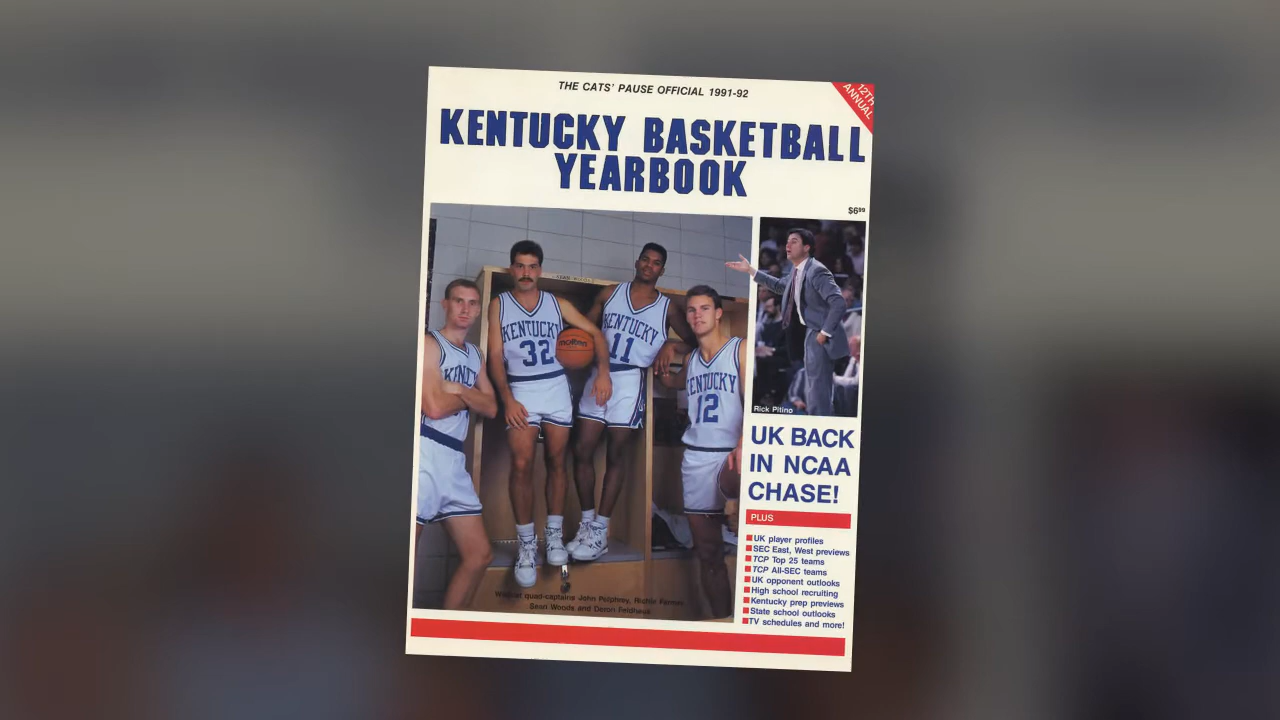 THE CATS' PAUSE OFFICIAL 1991-92
12TH
ANNUAL
KENTUCKY BASKETBALL
YEARBOOK
$6.99
KENTUCKY
32
molten
KENTUCKY
11
KENTUCKY
12
Rick Pitino
UK BACK
IN NCAA
CHASE!
PLUS
UK player profiles
SEC East, West previews
TCP Top 25 teams
TCP All-SEC teams
UK opponent outlooks
High school recruiting
Kentucky prep previews
State school outlooks
TV schedules and more!
Wildcat quad-captains John Pelphrey, Richie Farmer,
Sean Woods and Deron Feldhaus